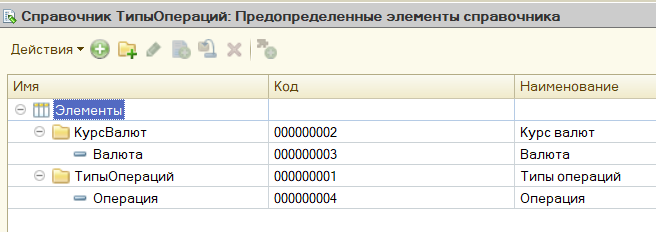 Справочник ТипыОпераций: Предопределенные элементы справочника
Действия
Имя Код Наименование
Элементы
КурсВалют 000000002 Курс валют
Валюта 000000003 Валюта
ТипыОпераций 000000001 Типы операций
Операция 000000004 Операция